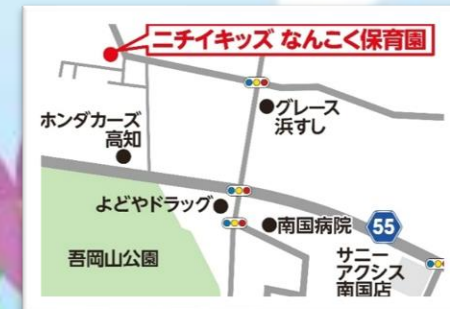 ニチイキッズ なんこく保育園
グレース
浜すし
ホンダカーズ
高知
よどやドラッグ
南国病院
55
吾岡山公園
サニー
アクシス
南国店